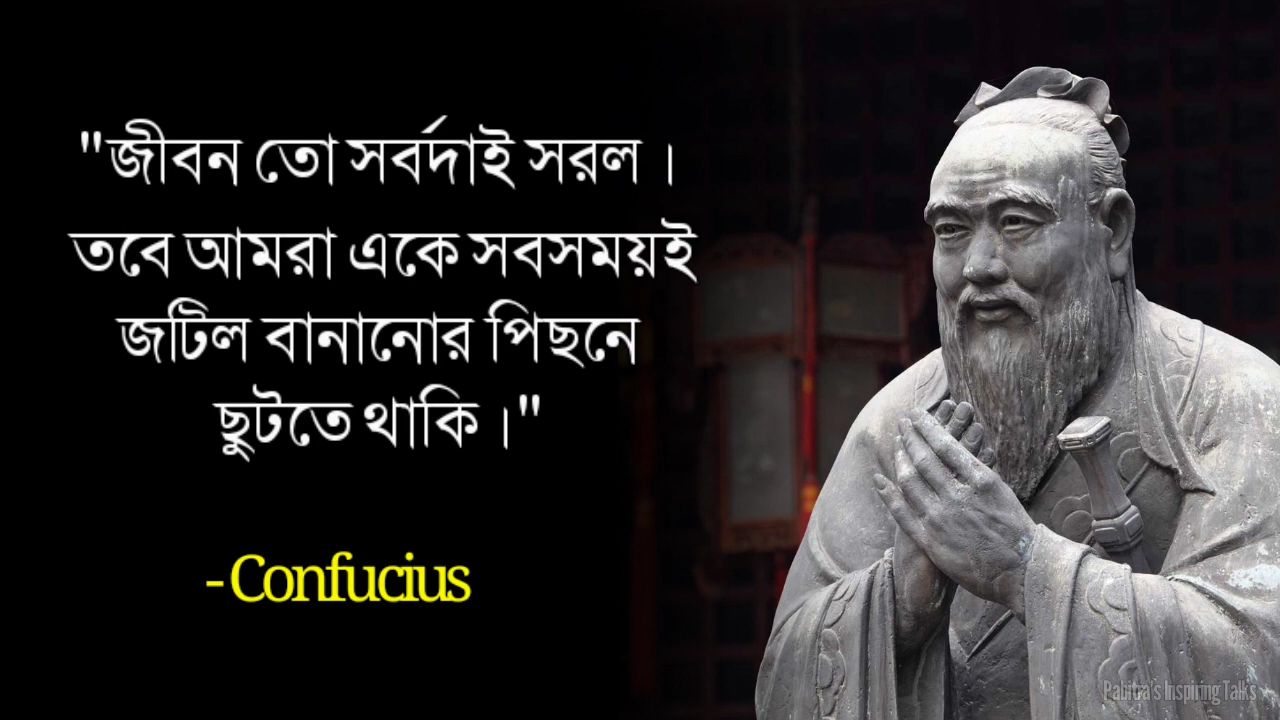 "জীবন তো সর্বদাই সরল ।
তবে আমরা একে সবসময়ই
জটিল বানানোর পিছনে
ছুটতে থাকি ।"
- Confucius
Pabitra's Inspiring Talks